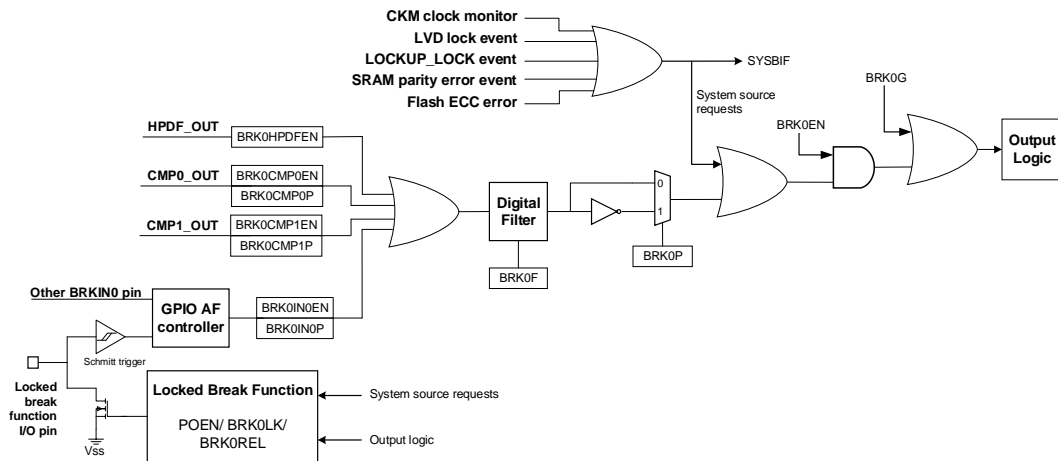 CKM clock monitor
LVD lock event
LOCKUP_LOCK event
SRAM parity error event
Flash ECC error
SYSBIF
System source
requests
BRK0G
BRK0EN
Output
Logic
HPDF_OUT
BRK0HPDFEN
CMP0_OUT
BRK0CMP0EN
BRK0CMP0P
CMP1_OUT
BRK0CMP1EN
BRK0CMP1P
Digital
Filter
BRK0F
0
1
BRK0P
Other BRKIN0 pin
GPIO AF
controller
BRK0IN0EN
BRK0IN0P
Schmitt trigger
Locked
break
function
I/O pin
Vss
Locked Break Function
POEN/ BRK0LK/
BRK0REL
System source requests
Output logic